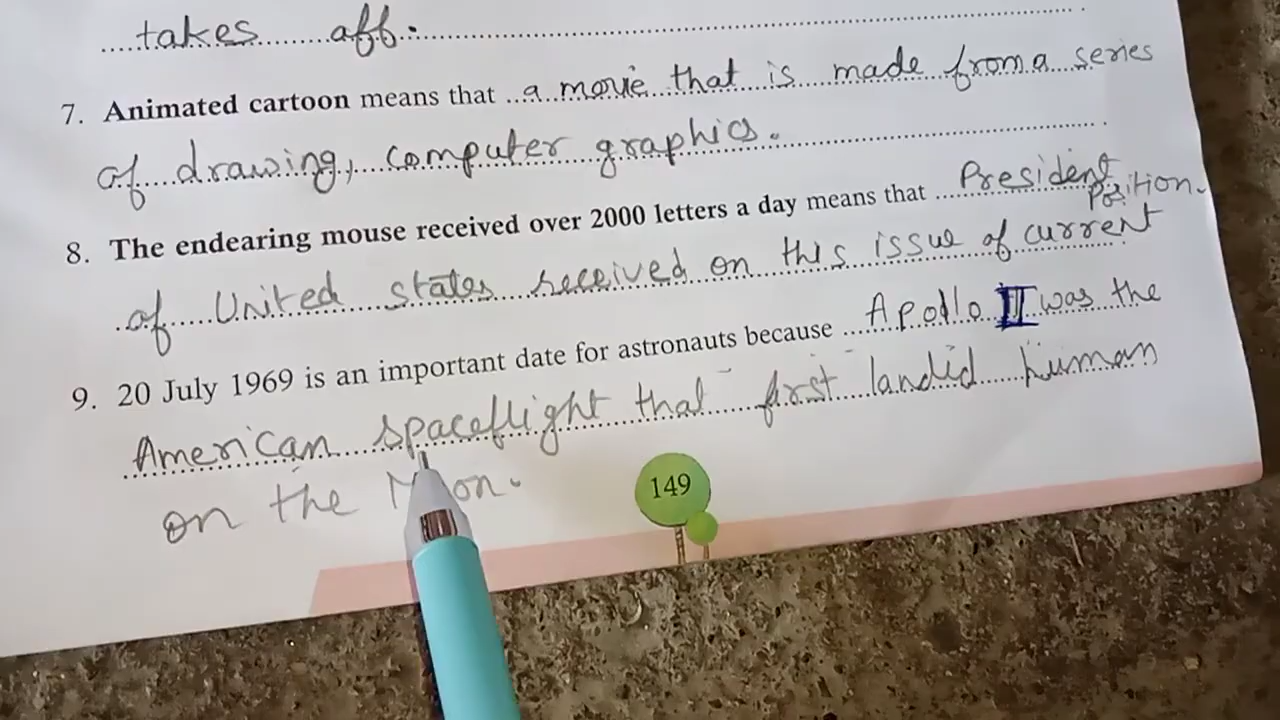 takes off.
7. Animated cartoon means that a movie that is made from a series
of drawing, computer graphics.
8. The endearing mouse received over 2000 letters a day means that President
position.
of United states received on this issue of current
9. 20 July 1969 is an important date for astronauts because Apollo II was the
American spaceflight that first landid human
on the Moon.
149